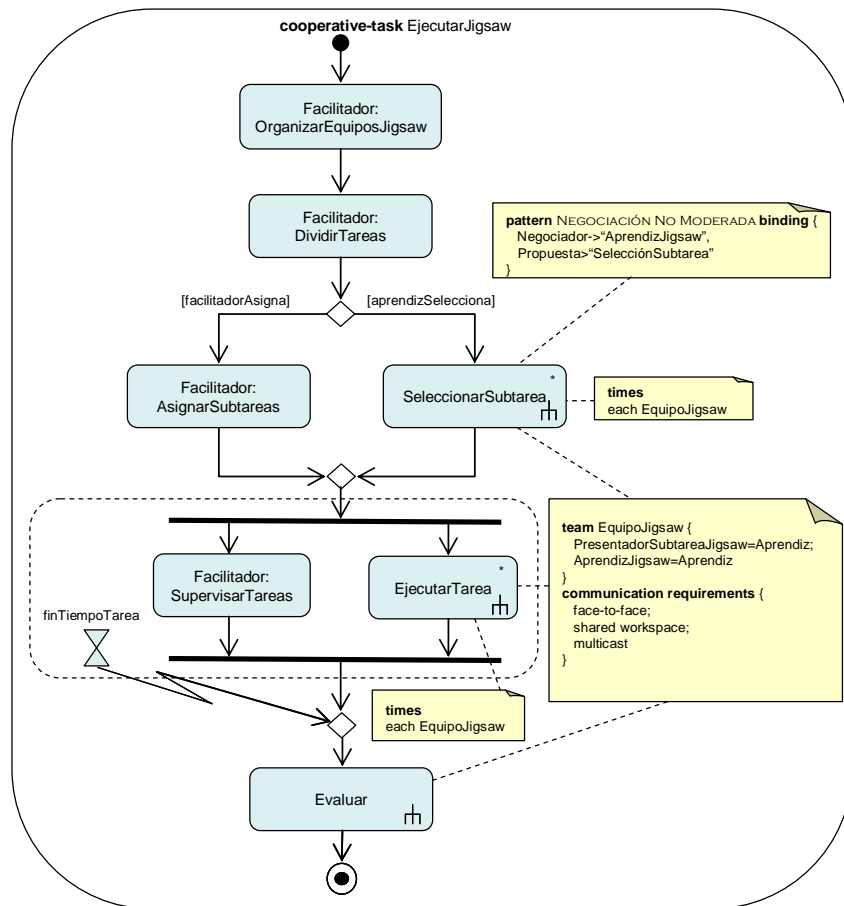 cooperative-task EjecutarJigsaw
Facilitador:
OrganizarEquiposJigsaw
Facilitador:
DividirTareas
pattern NEGOCIACIÓN NO MODERADA binding {
Negociador->“AprendizJigsaw”,
Propuesta>“SelecciónSubtarea”
}
[facilitadorAsigna]
[aprendizSelecciona]
Facilitador:
AsignarSubtareas
SeleccionarSubtarea
*
times
each EquipoJigsaw
team EquipoJigsaw {
PresentadorSubtareaJigsaw=Aprendiz;
AprendizJigsaw=Aprendiz
}
communication requirements {
face-to-face;
shared workspace;
multicast
}
Facilitador:
SupervisarTareas
EjecutarTarea
*
finTiempoTarea
times
each EquipoJigsaw
Evaluar